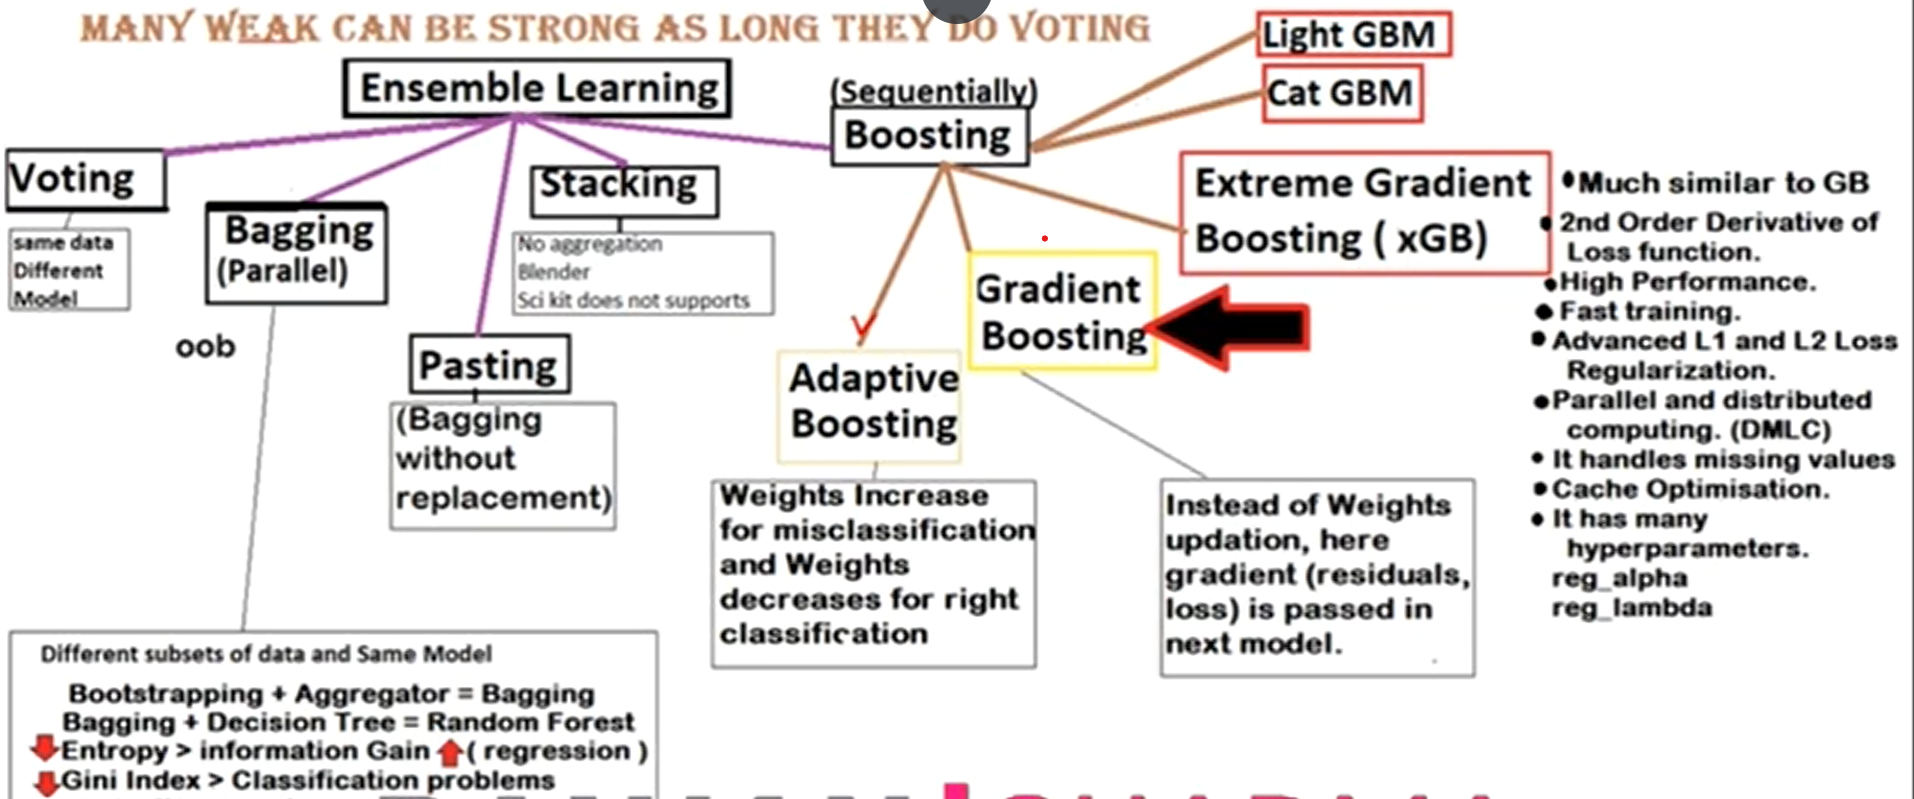 MANY WEAK CAN BE STRONG AS LONG THEY DO VOTING
Ensemble Learning
Voting
same data
Different
Model
Bagging
(Parallel)
oob
Stacking
No aggregation
Blender
Sci kit does not supports
Pasting
(Bagging
without
replacement)
Different subsets of data and Same Model
Bootstrapping + Aggregator = Bagging
Bagging + Decision Tree = Random Forest
Entropy > information Gain ( regression )
Gini Index > Classification problems
(Sequentially)
Boosting
Light GBM
Cat GBM
Extreme Gradient
Boosting ( xGB)
Gradient
Boosting
Adaptive
Boosting
Weights Increase
for misclassification
and Weights
decreases for right
classification
Instead of Weights
updation, here
gradient (residuals,
loss) is passed in
next model.
•Much similar to GB
• 2nd Order Derivative of
Loss function.
•High Performance.
• Fast training.
•Advanced L1 and L2 Loss
Regularization.
•Parallel and distributed
computing. (DMLC)
• It handles missing values
•Cache Optimisation.
• It has many
hyperparameters.
reg_alpha
reg_lambda